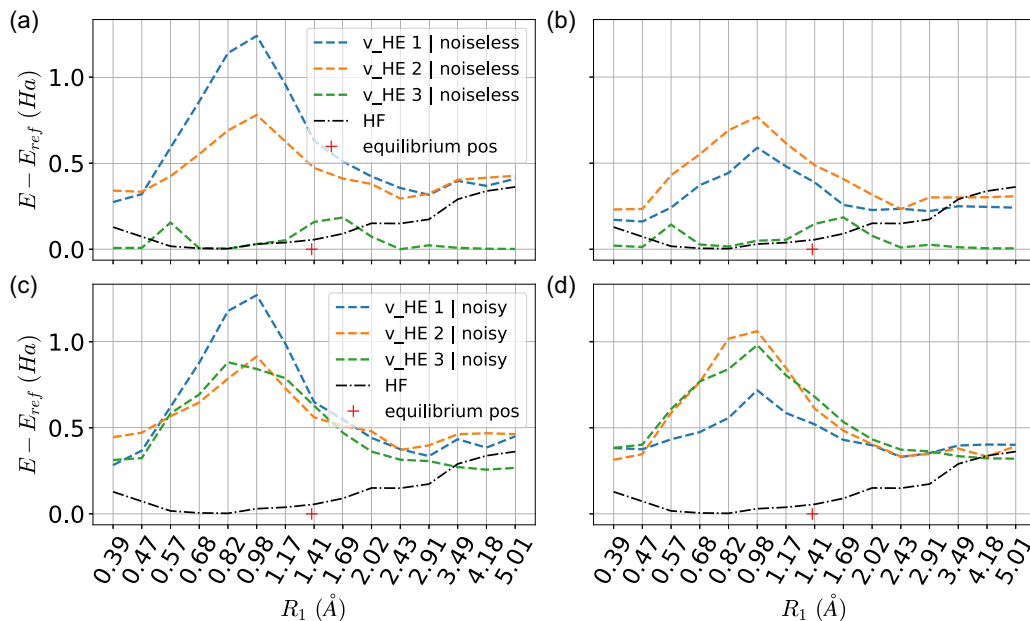 (a)
(b)
E − E_ref (Ha)
1.0
0.5
0.0
v_HE 1 | noiseless
v_HE 2 | noiseless
v_HE 3 | noiseless
HF
equilibrium pos
(c)
(d)
E − E_ref (Ha)
1.0
0.5
0.0
v_HE 1 | noisy
v_HE 2 | noisy
v_HE 3 | noisy
HF
equilibrium pos
0.39 0.47 0.57 0.68 0.82 0.98 1.17 1.41 1.69 2.02 2.43 2.91 3.49 4.18 5.01
0.39 0.47 0.57 0.68 0.82 0.98 1.17 1.41 1.69 2.02 2.43 2.91 3.49 4.18 5.01
R₁ (Å)
R₁ (Å)